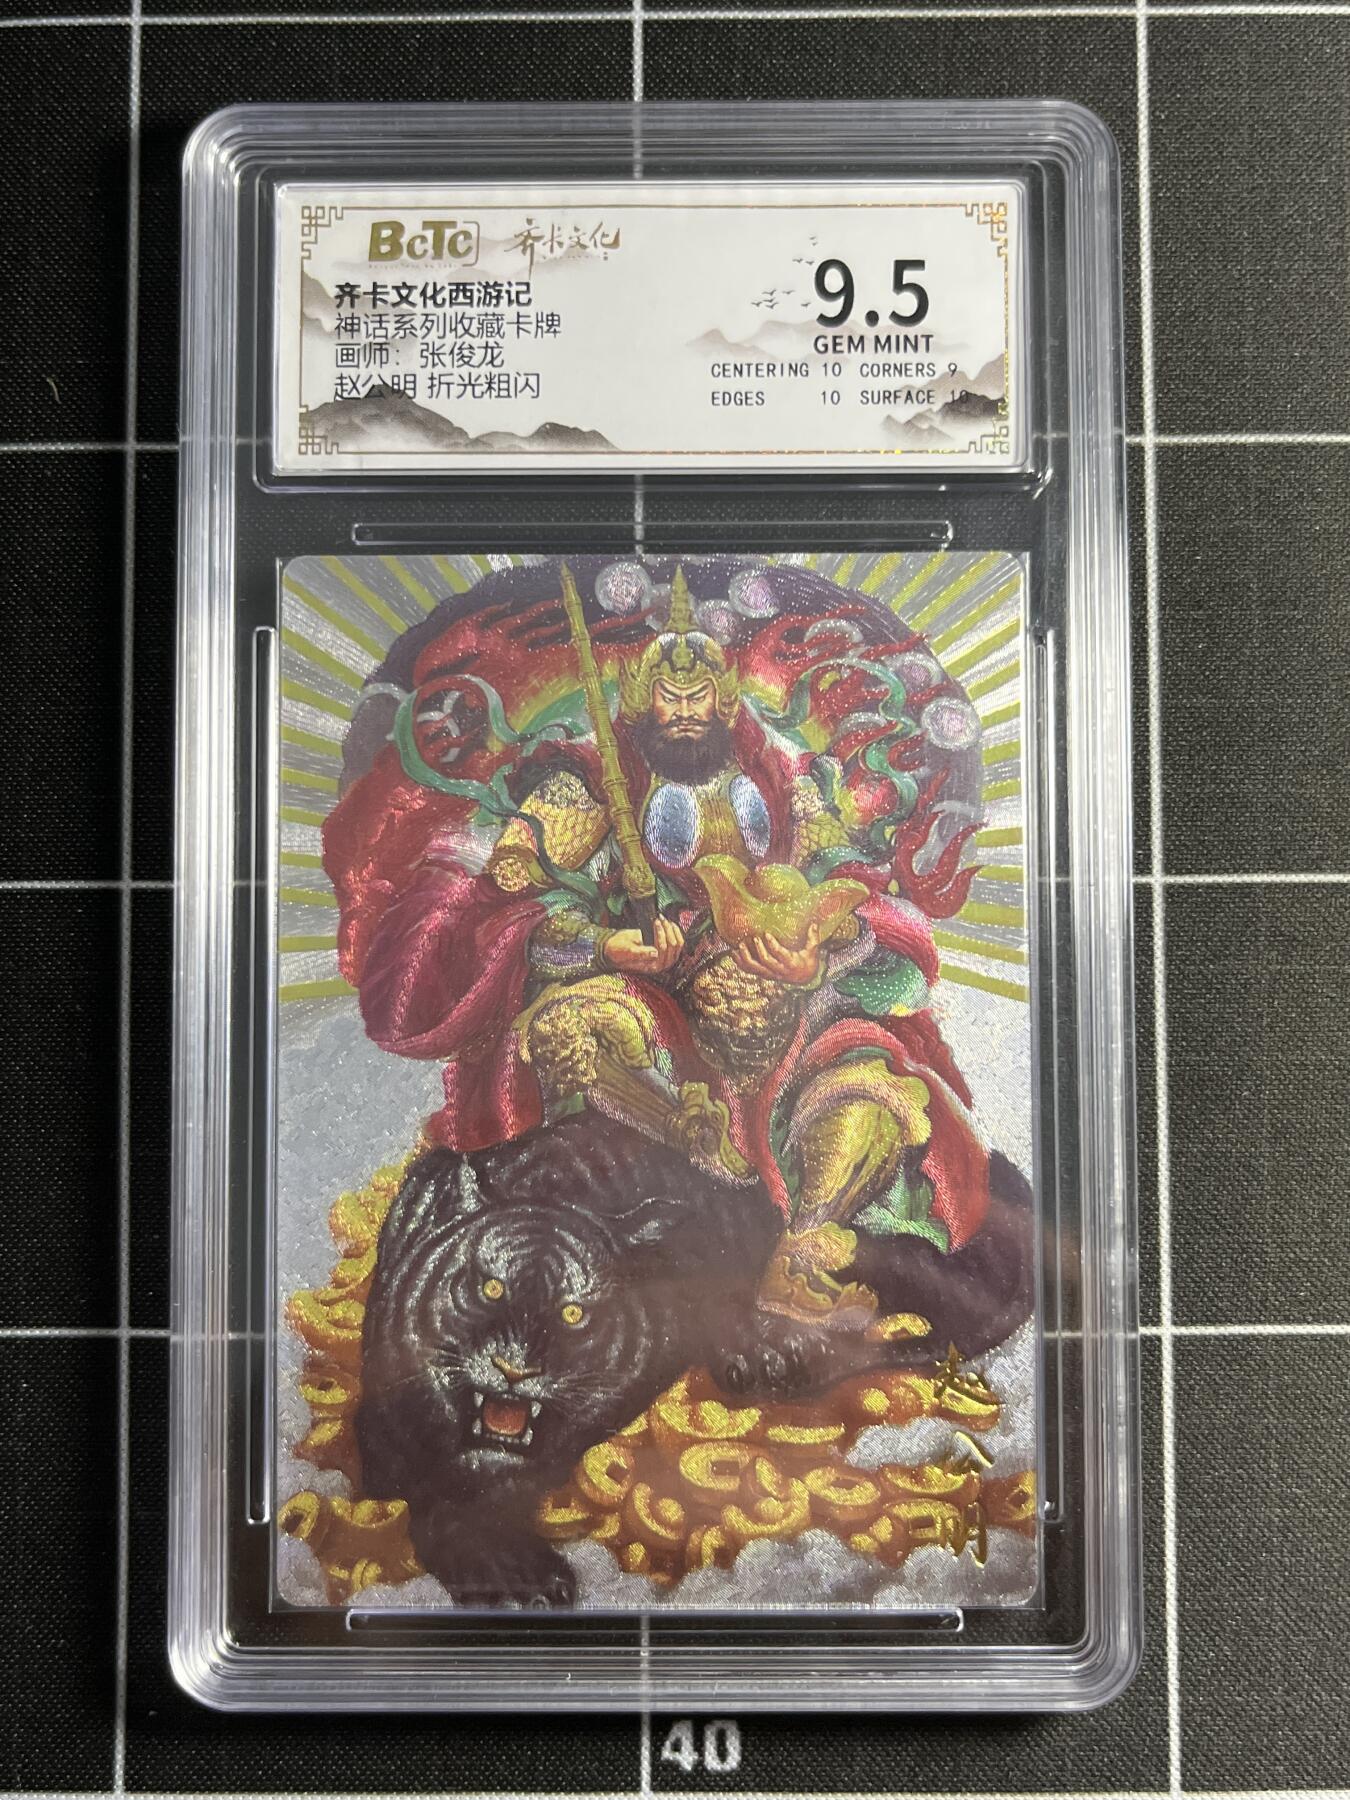 BcTc 齐卡文化
齐卡文化西游记
神话系列收藏卡牌
画师：张俊龙
赵公明 折光粗闪
9.5
GEM MINT
CENTERING 10 CORNERS 9
EDGES 10 SURFACE 10
赵
公
明
40